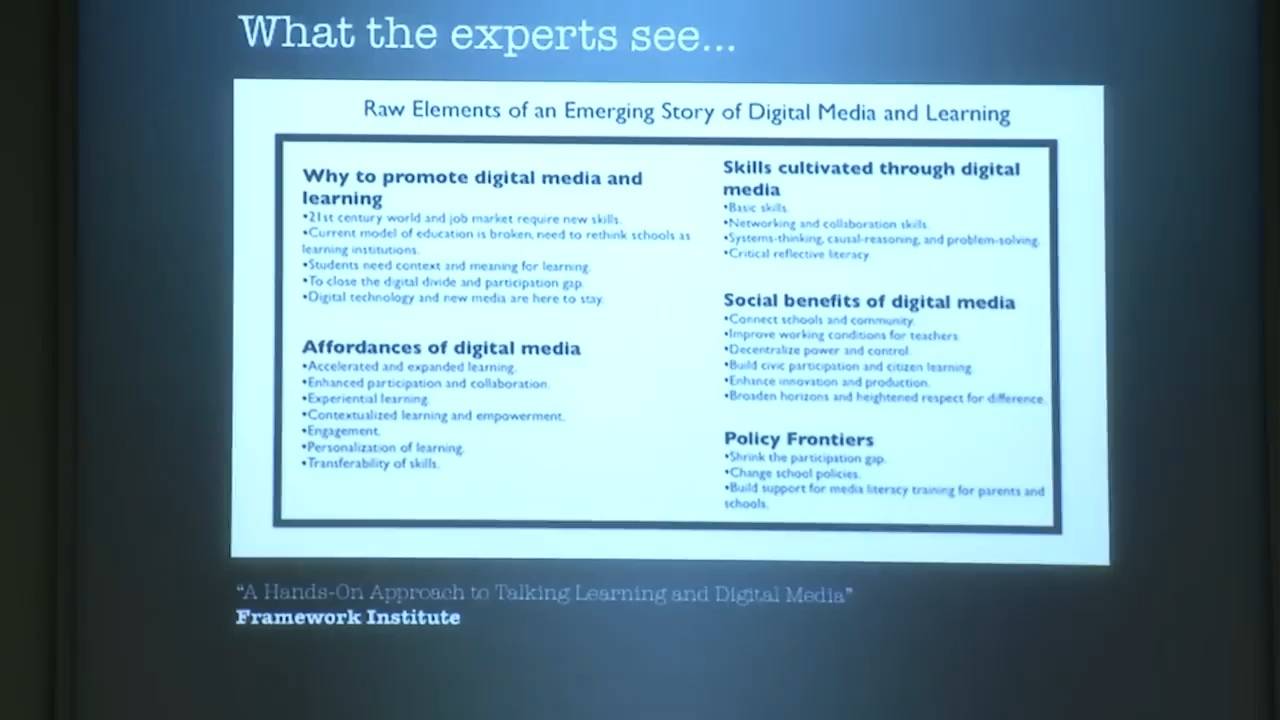 What the experts see...
Raw Elements of an Emerging Story of Digital Media and Learning
Why to promote digital media and
learning
•21st century world and job market require new skills.
•Current model of education is broken, need to rethink schools as
learning institutions.
•Students need context and meaning for learning.
•To close the digital divide and participation gap.
•Digital technology and new media are here to stay.
Affordances of digital media
•Accelerated and expanded learning.
•Enhanced participation and collaboration.
•Experiential learning.
•Contextualized learning and empowerment.
•Engagement.
•Personalization of learning.
•Transferability of skills.
Skills cultivated through digital
media
•Basic skills.
•Networking and collaboration skills.
•Systems-thinking, causal-reasoning, and problem-solving.
•Critical reflective literacy.
Social benefits of digital media
•Connect schools and community.
•Improve working conditions for teachers.
•Decentralize power and control.
•Build civic participation and citizen learning.
•Enhance innovation and production.
•Broaden horizons and heightened respect for difference.
Policy Frontiers
•Shrink the participation gap.
•Change school policies.
•Build support for media literacy training for parents and
schools.
“A Hands-On Approach to Talking Learning and Digital Media”
Framework Institute